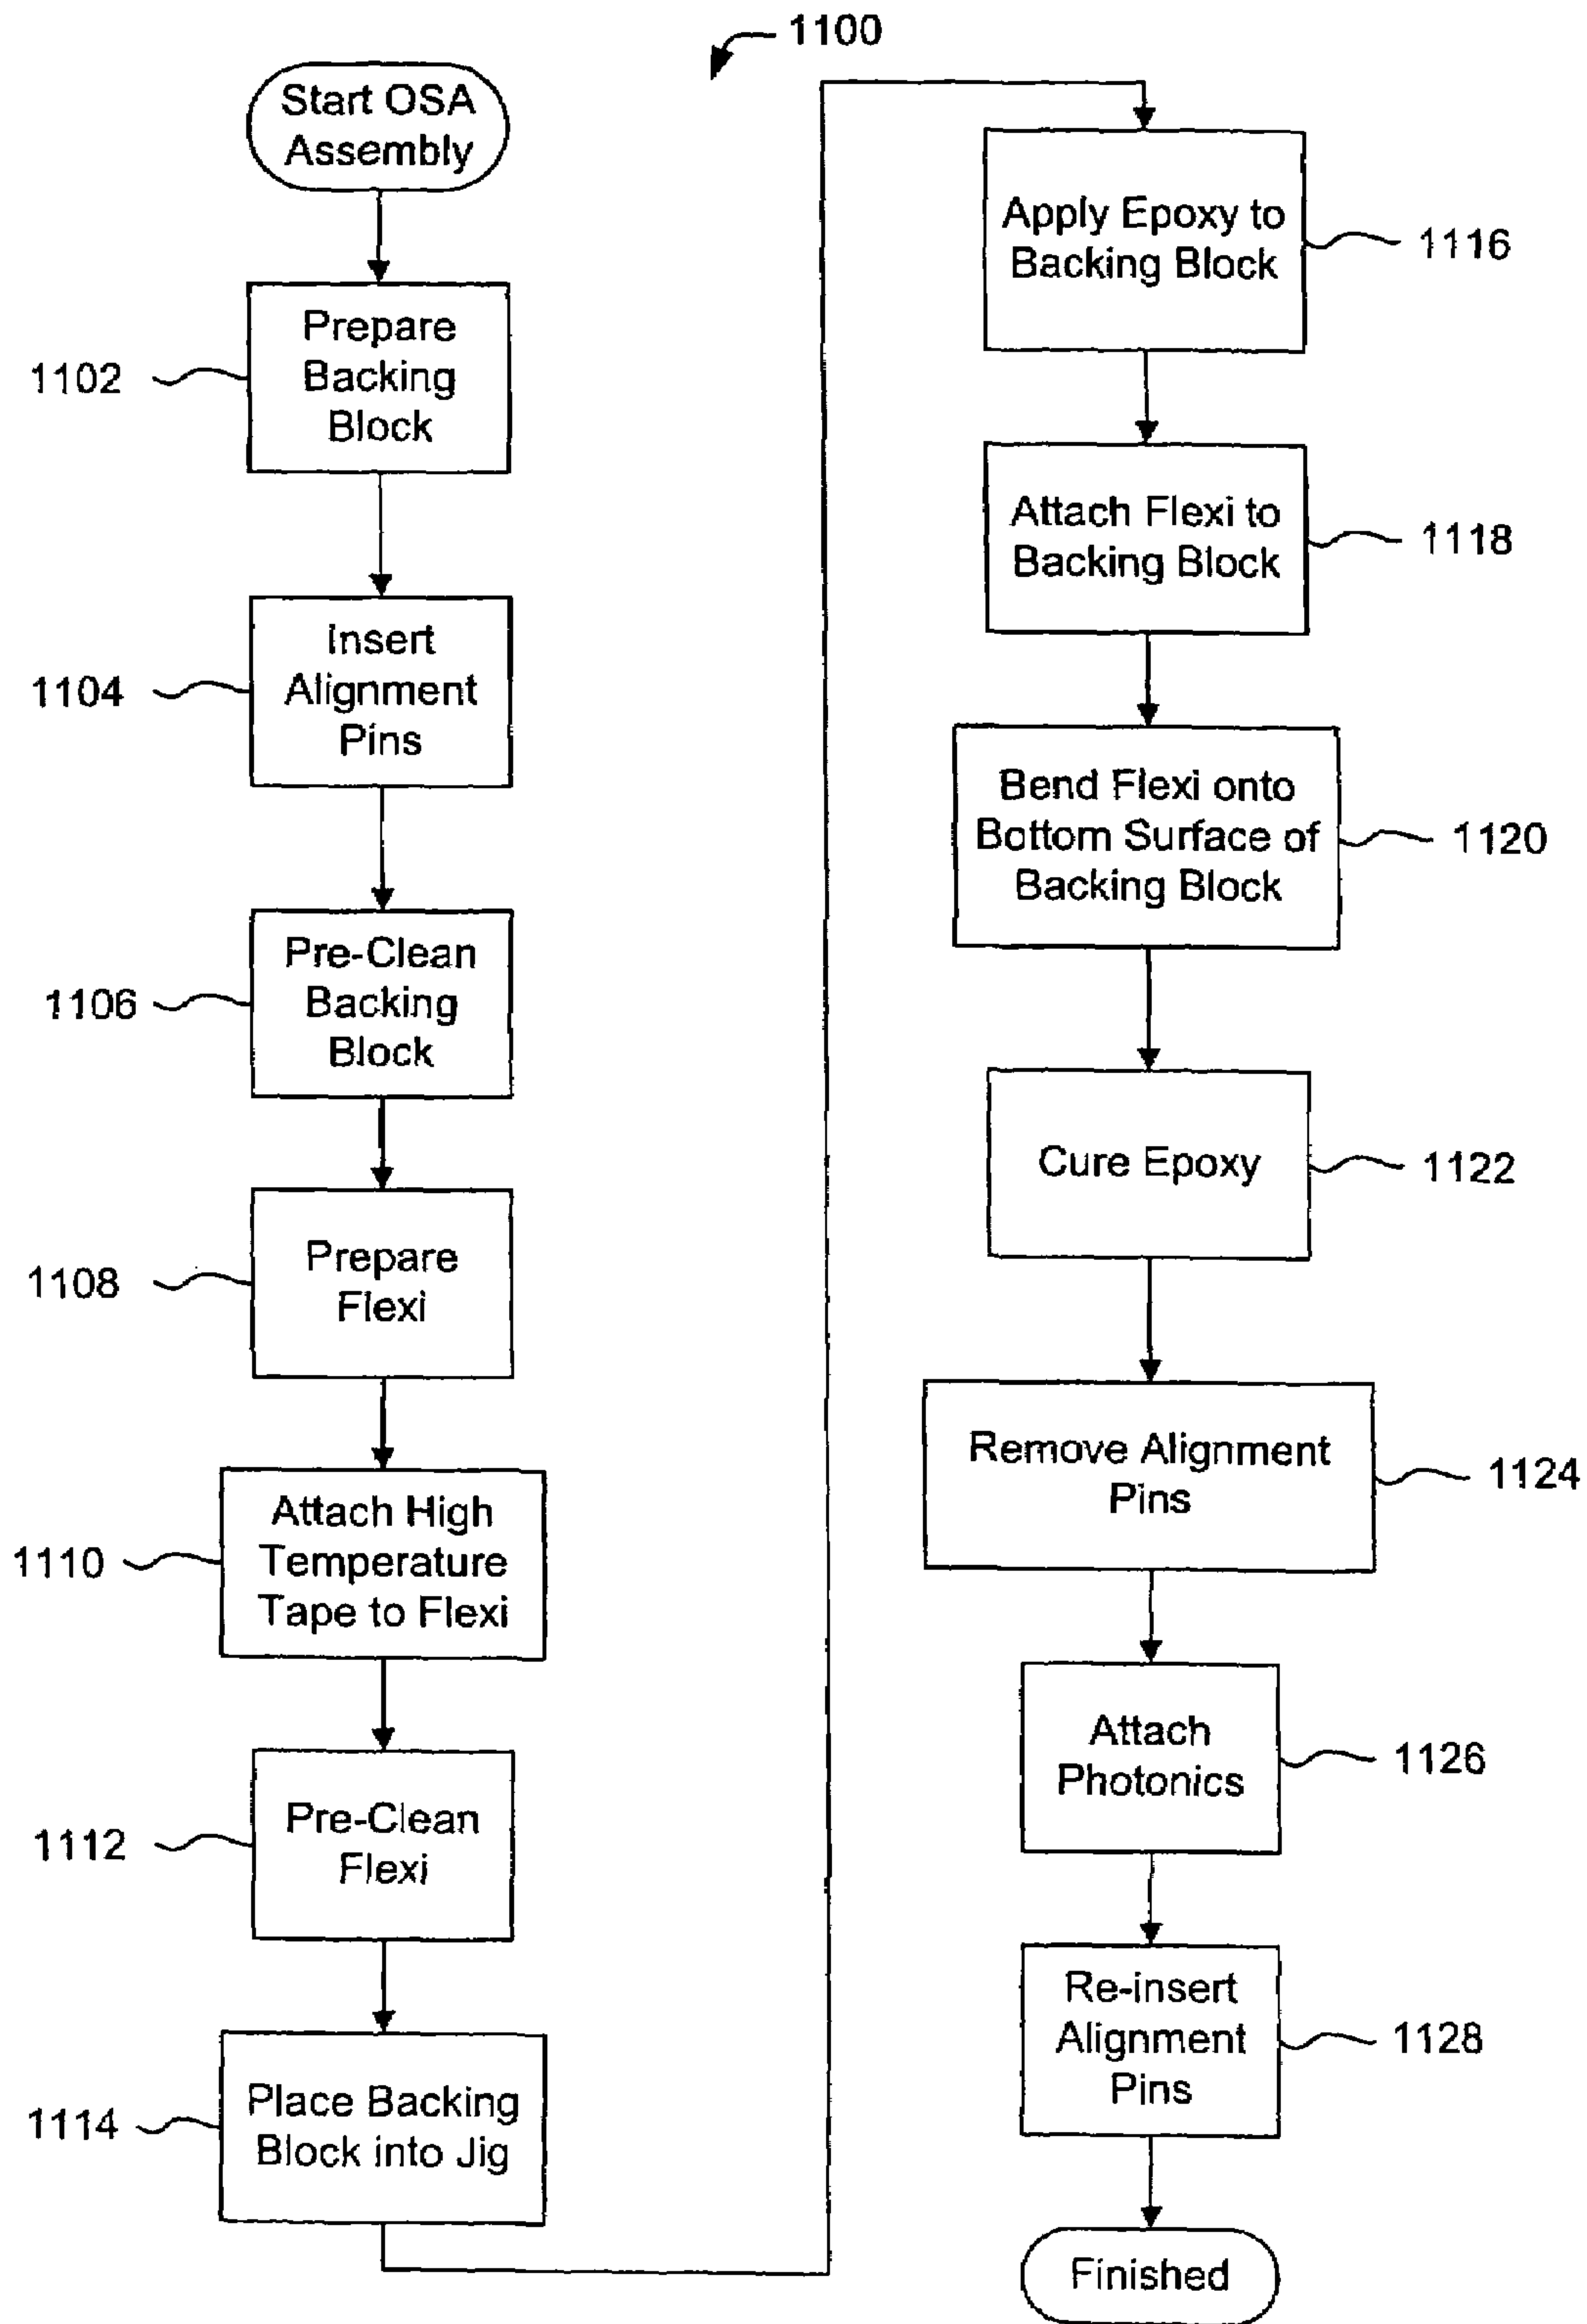 1100
Start OSA
Assembly
1102
Prepare
Backing
Block
1104
Insert
Alignment
Pins
1106
Pre-Clean
Backing
Block
1108
Prepare
Flexi
1110
Attach High
Temperature
Tape to Flexi
1112
Pre-Clean
Flexi
1114
Place Backing
Block into Jig
Apply Epoxy to
Backing Block
1116
Attach Flexi to
Backing Block
1118
Bend Flexi onto
Bottom Surface of
Backing Block
1120
Cure Epoxy
1122
Remove Alignment
Pins
1124
Attach
Photonics
1126
Re-insert
Alignment
Pins
1128
Finished